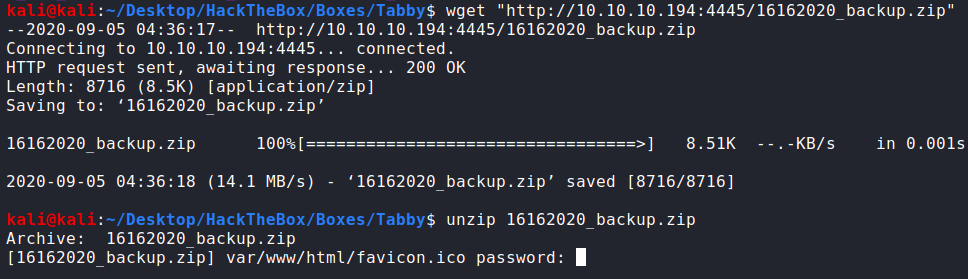 kali@kali:~/Desktop/HackTheBox/Boxes/Tabby$ wget "http://10.10.10.194:4445/16162020_backup.zip"
--2020-09-05 04:36:17--  http://10.10.10.194:4445/16162020_backup.zip
Connecting to 10.10.10.194:4445... connected.
HTTP request sent, awaiting response... 200 OK
Length: 8716 (8.5K) [application/zip]
Saving to: ‘16162020_backup.zip’
16162020_backup.zip      100%[=================================>]   8.51K  --.-KB/s    in 0.001s
2020-09-05 04:36:18 (14.1 MB/s) - ‘16162020_backup.zip’ saved [8716/8716]
kali@kali:~/Desktop/HackTheBox/Boxes/Tabby$ unzip 16162020_backup.zip
Archive:  16162020_backup.zip
[16162020_backup.zip] var/www/html/favicon.ico password: